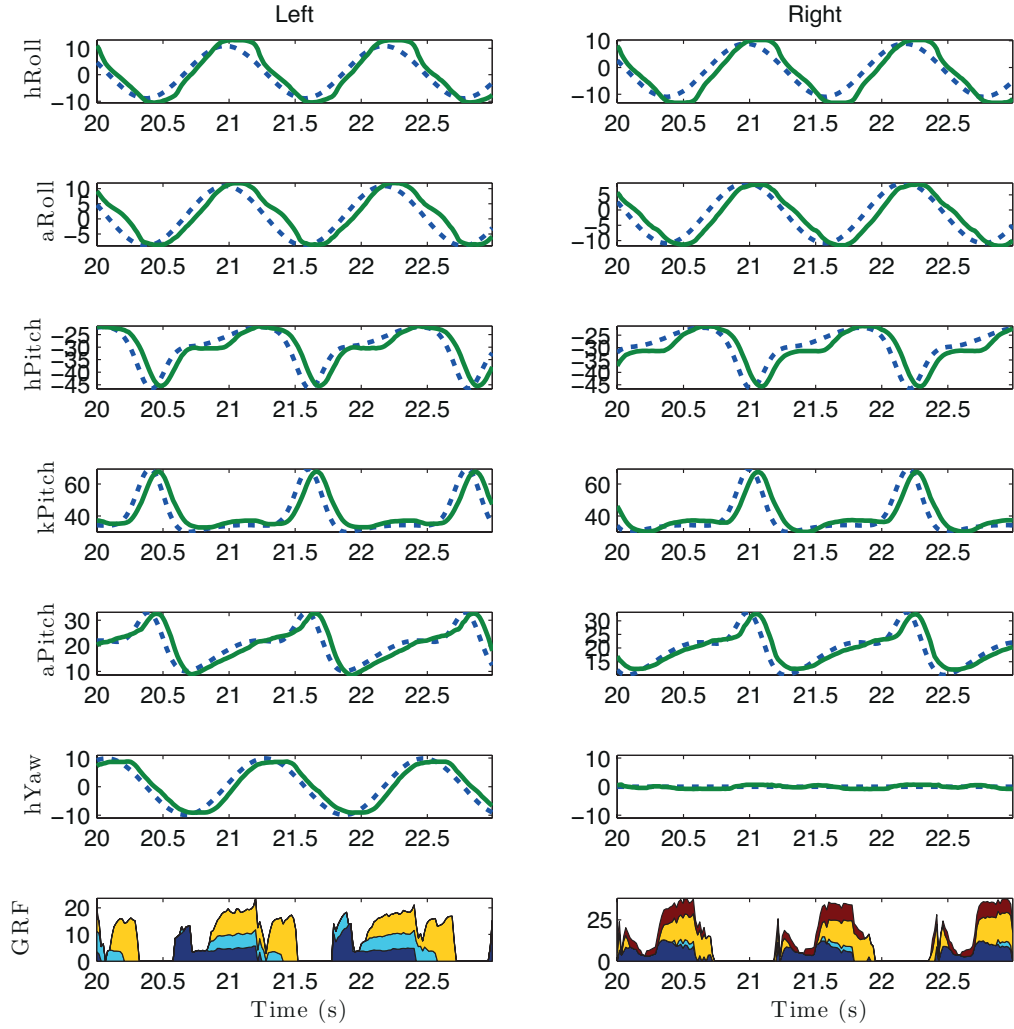 Left Right
hRoll 10 0 −10 10 0 −10
20 20.5 21 21.5 22 22.5 20 20.5 21 21.5 22 22.5
aRoll 10 5 0 −5 5 0 −5 −10
20 20.5 21 21.5 22 22.5 20 20.5 21 21.5 22 22.5
hPitch −25 −30 −35 −40 −45 −25 −30 −35 −40 −45
20 20.5 21 21.5 22 22.5 20 20.5 21 21.5 22 22.5
kPitch 60 40 60 40
20 20.5 21 21.5 22 22.5 20 20.5 21 21.5 22 22.5
aPitch 30 20 10 30 25 20 15
20 20.5 21 21.5 22 22.5 20 20.5 21 21.5 22 22.5
hYaw 10 0 −10 10 0 −10
20 20.5 21 21.5 22 22.5 20 20.5 21 21.5 22 22.5
GRF 20 10 0 25 0
20 20.5 21 21.5 22 22.5 20 20.5 21 21.5 22 22.5
Time (s) Time (s)